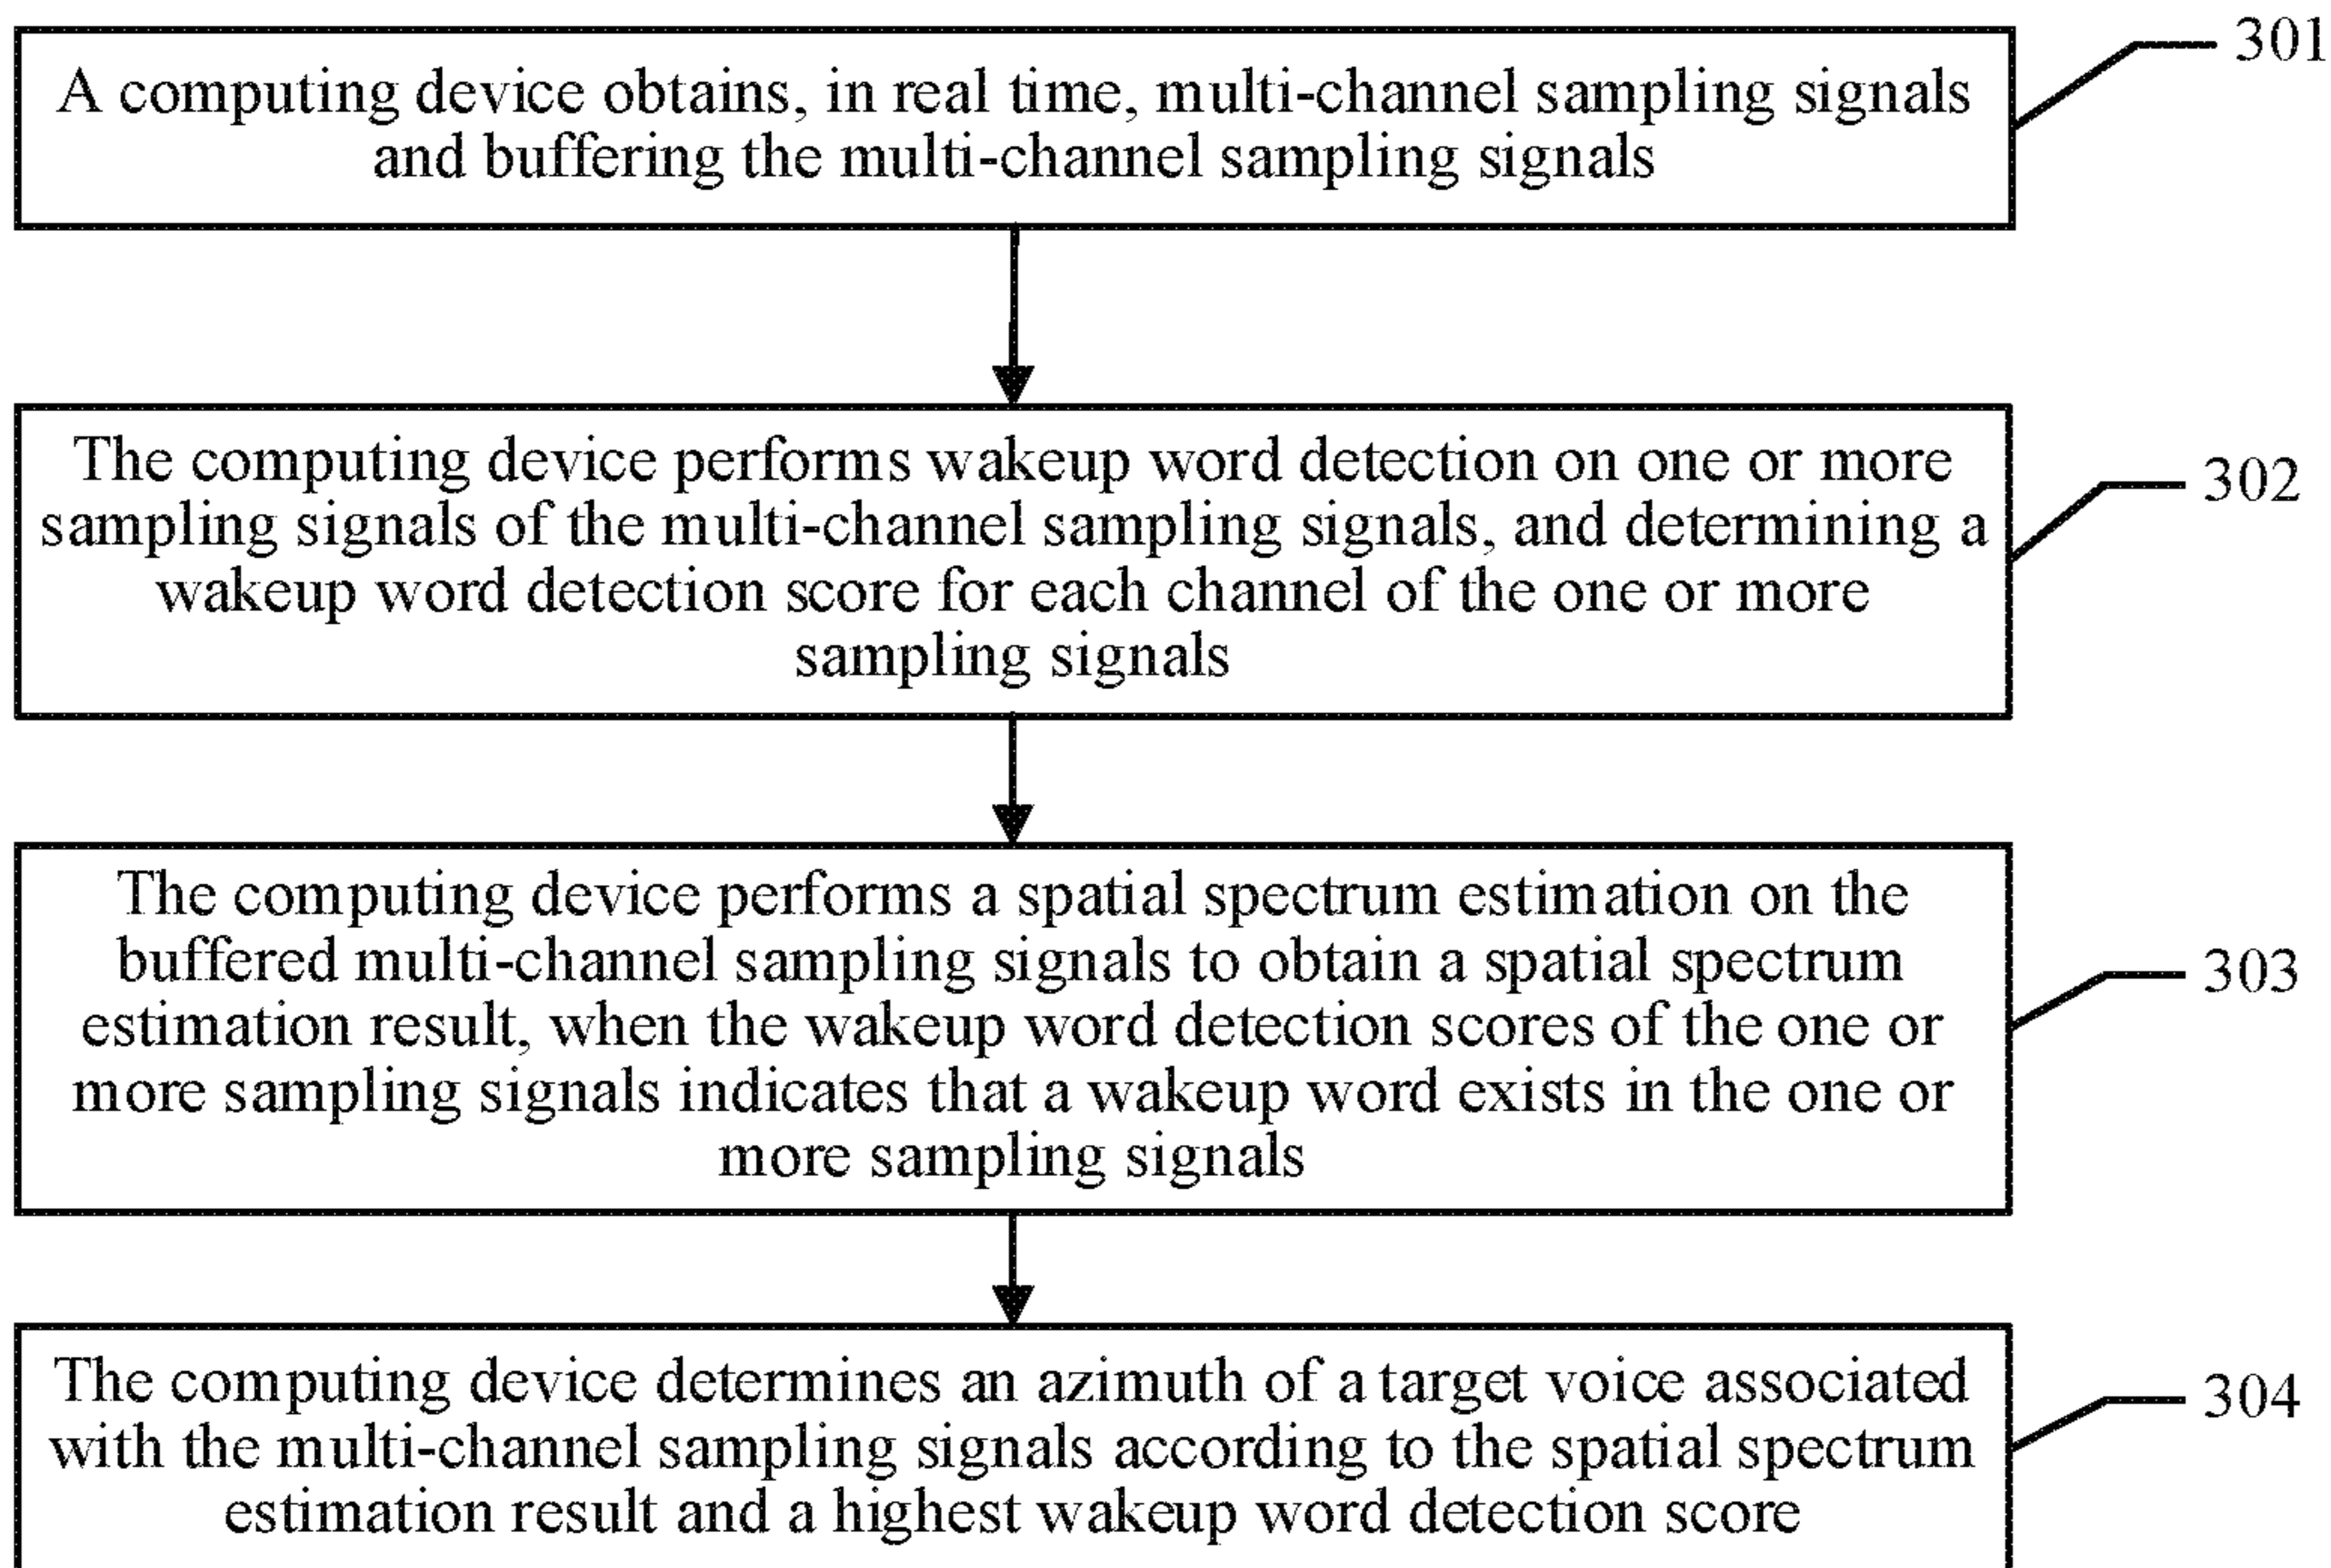 A computing device obtains, in real time, multi-channel sampling signals
and buffering the multi-channel sampling signals
301
The computing device performs wakeup word detection on one or more
sampling signals of the multi-channel sampling signals, and determining a
wakeup word detection score for each channel of the one or more
sampling signals
302
The computing device performs a spatial spectrum estimation on the
buffered multi-channel sampling signals to obtain a spatial spectrum
estimation result, when the wakeup word detection scores of the one or
more sampling signals indicates that a wakeup word exists in the one or
more sampling signals
303
The computing device determines an azimuth of a target voice associated
with the multi-channel sampling signals according to the spatial spectrum
estimation result and a highest wakeup word detection score
304